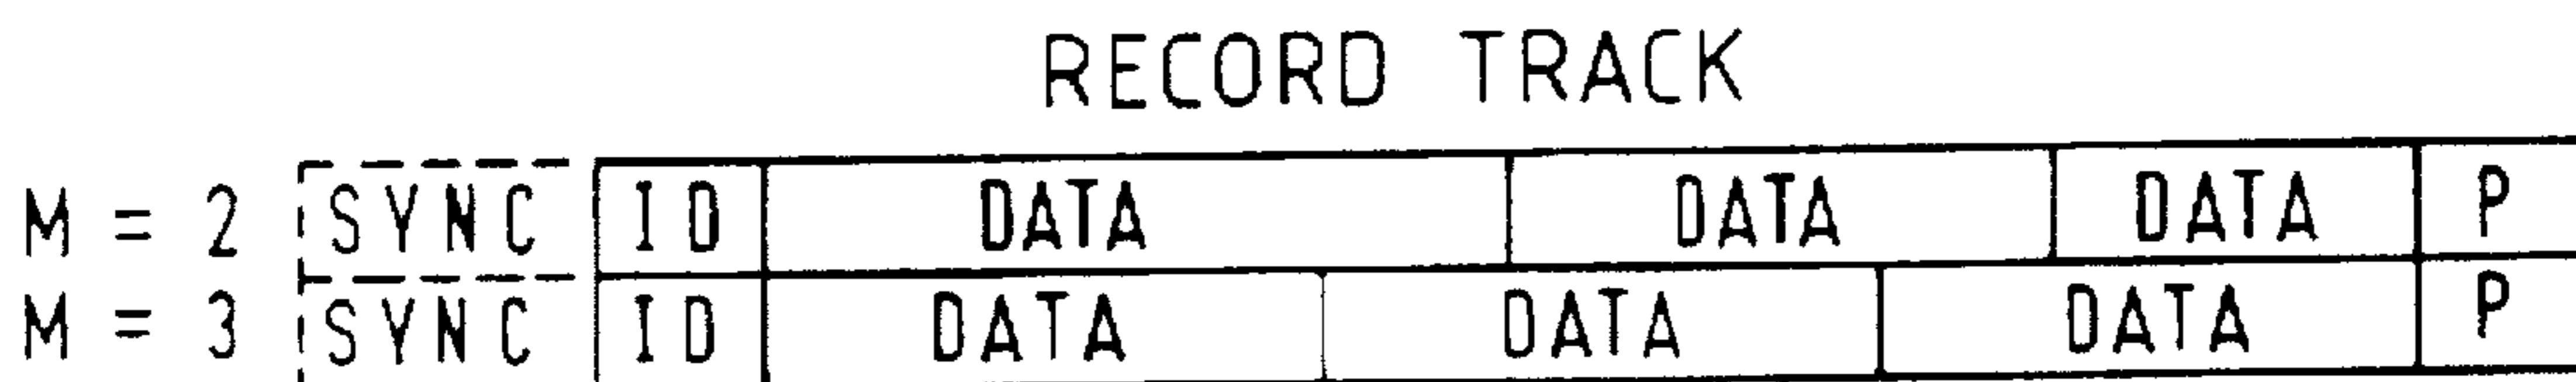 RECORD TRACK
M = 2 SYNC ID DATA DATA DATA P
M = 3 SYNC ID DATA DATA DATA P